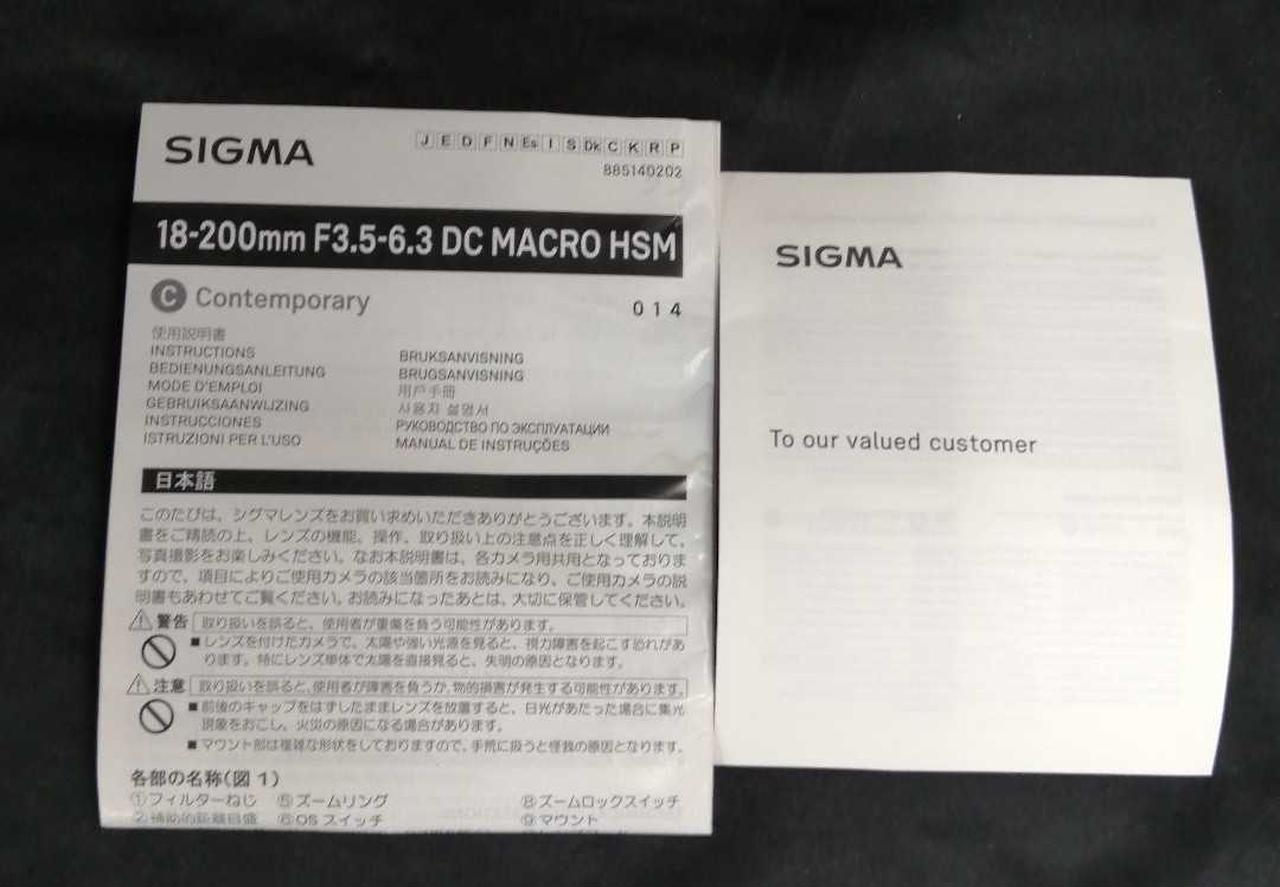 SIGMA
J E D F N Es I S Dk C K R P
885140202
18-200mm F3.5-6.3 DC MACRO HSM
C Contemporary
014
使用説明書
INSTRUCTIONS
BEDIENUNGSANLEITUNG
MODE D'EMPLOI
GEBRUIKSAANWIJZING
INSTRUCCIONES
ISTRUZIONI PER L'USO
BRUKSANVISNING
BRUGSANVISNING
用戶手冊
사용자 설명서
РУКОВОДСТВО ПО ЭКСПЛУАТАЦИИ
MANUAL DE INSTRUÇÕES
日本語
このたびは、シグマレンズをお買い求めいただきありがとうございます。本説明
書をご精読の上、レンズの機能、操作、取り扱い上の注意点を正しく理解して、
写真撮影をお楽しみください。なお本説明書は、各カメラ用共用となっておりま
すので、項目によりご使用カメラの該当箇所をお読みになり、ご使用カメラの説
明書もあわせてご覧ください。お読みになったあとは、大切に保管してください。
警告 取り扱いを誤ると、使用者が重傷を負う可能性があります。
■レンズを付けたカメラで、太陽や強い光源を見ると、視力障害を起こす恐れがあ
ります。特にレンズ単体で太陽を直接見ると、失明の原因となります。
注意 取り扱いを誤ると、使用者が障害を負うか、物的損害が発生する可能性があります。
■前後のキャップをはずしたままレンズを放置すると、日光があたった場合に集光
現象をおこし、火災の原因になる場合があります。
■マウント部は複雑な形状をしておりますので、手荒に扱うと怪我の原因となります。
各部の名称(図1)
①フィルターねじ ⑤ズームリング ⑧ズームロックスイッチ
②補助的距離目盛 ⑥OSスイッチ ⑨マウント
SIGMA
To our valued customer